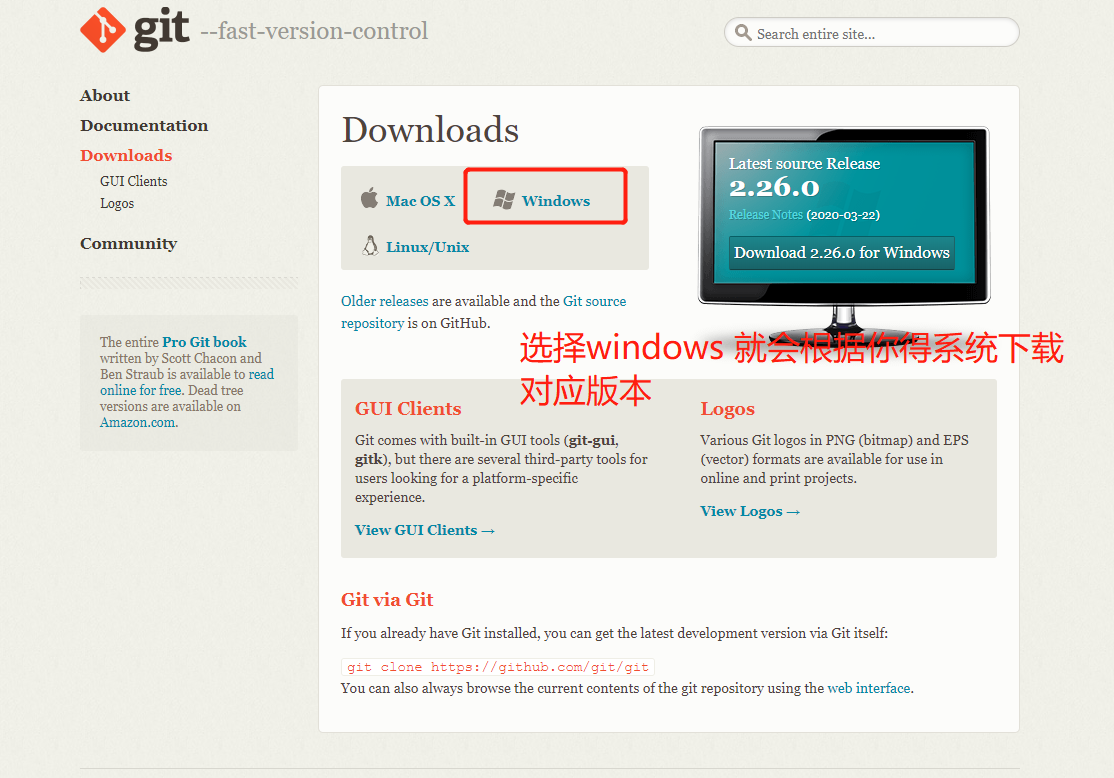 git --fast-version-control
Search entire site...
About
Documentation
Downloads
GUI Clients
Logos
Community
The entire Pro Git book
written by Scott Chacon and
Ben Straub is available to read
online for free. Dead tree
versions are available on
Amazon.com.
Downloads
Mac OS X
Windows
Linux/Unix
Older releases are available and the Git source
repository is on GitHub.
Latest source Release
2.26.0
Release Notes (2020-03-22)
Download 2.26.0 for Windows
选择windows 就会根据你得系统下载
对应版本
GUI Clients
Git comes with built-in GUI tools (git-gui,
gitk), but there are several third-party tools for
users looking for a platform-specific
experience.
View GUI Clients →
Logos
Various Git logos in PNG (bitmap) and EPS
(vector) formats are available for use in
online and print projects.
View Logos →
Git via Git
If you already have Git installed, you can get the latest development version via Git itself:
git clone https://github.com/git/git
You can also always browse the current contents of the git repository using the web interface.